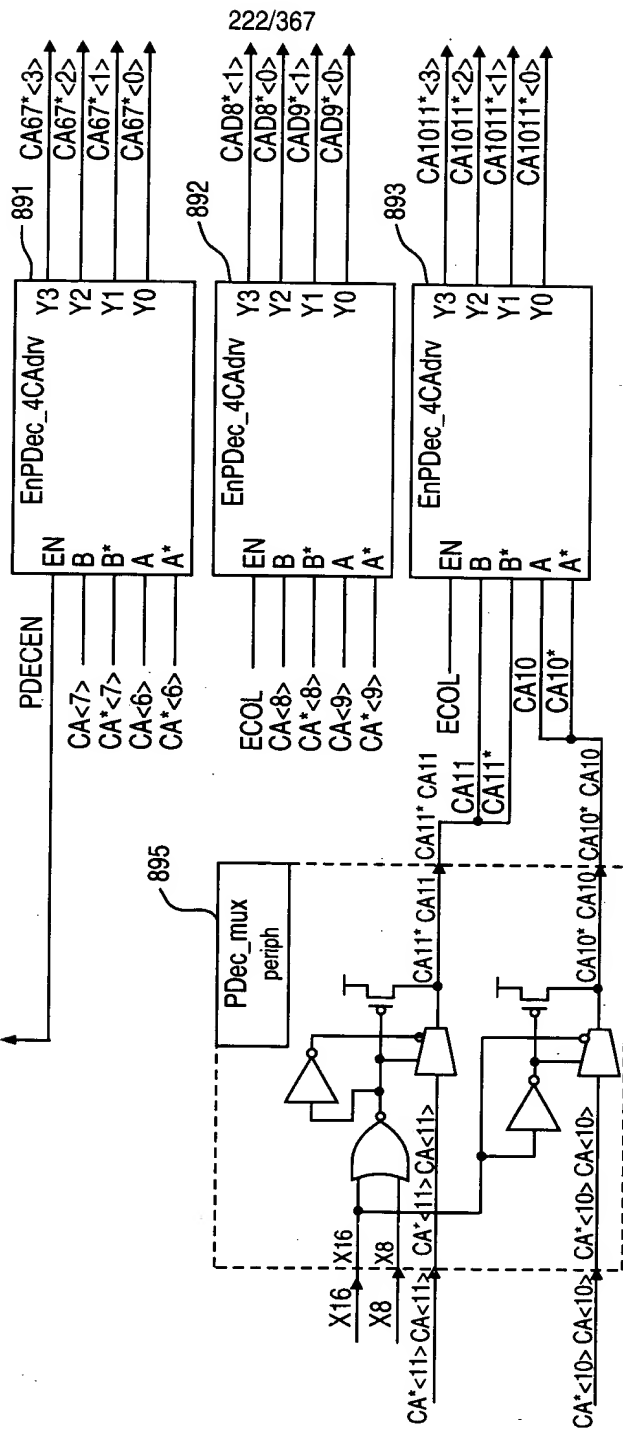 222/367
PDECEN
891
EnPDec_4CAdrv
EN
B
B*
A
A*
Y3
Y2
Y1
Y0
CA<7>
CA*<7>
CA<6>
CA*<6>
CA67*<3>
CA67*<2>
CA67*<1>
CA67*<0>
892
EnPDec_4CAdrv
EN
B
B*
A
A*
Y3
Y2
Y1
Y0
ECOL
CA<8>
CA*<8>
CA<9>
CA*<9>
CAD8*<1>
CAD8*<0>
CAD9*<1>
CAD9*<0>
893
EnPDec_4CAdrv
EN
B
B*
A
A*
Y3
Y2
Y1
Y0
ECOL
CA11
CA11*
CA10
CA10*
CA1011*<3>
CA1011*<2>
CA1011*<1>
CA1011*<0>
895
PDec_mux
periph
X16 X16
X8 X8
CA*<11> CA<11> CA*<11> CA<11>
CA11* CA11 CA11* CA11
CA*<10> CA<10> CA*<10> CA<10>
CA10* CA10 CA10* CA10